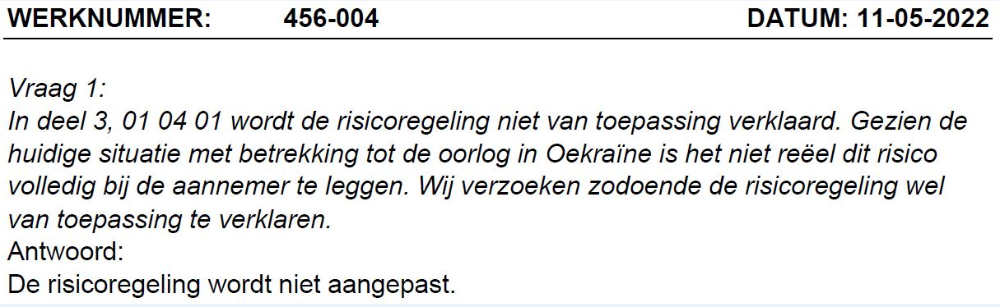 WERKNUMMER: 456-004 DATUM: 11-05-2022
Vraag 1:
In deel 3, 01 04 01 wordt de risicoregeling niet van toepassing verklaard. Gezien de
huidige situatie met betrekking tot de oorlog in Oekraïne is het niet reëel dit risico
volledig bij de aannemer te leggen. Wij verzoeken zodoende de risicoregeling wel
van toepassing te verklaren.
Antwoord:
De risicoregeling wordt niet aangepast.